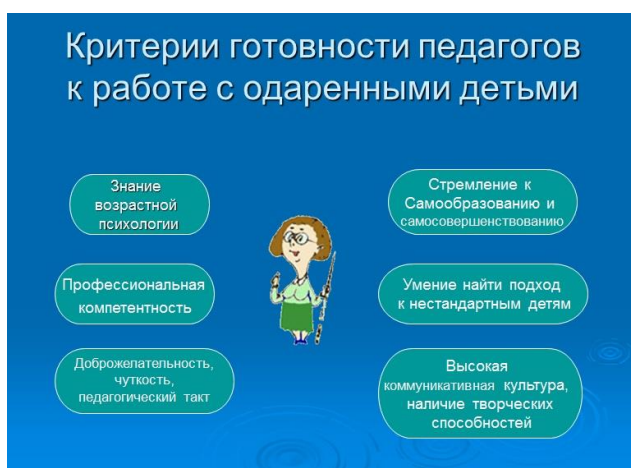 Критерии готовности педагогов
к работе с одаренными детьми
Знание
возрастной
психологии
Стремление к
Самообразованию и
самосовершенствованию
Профессиональная
компетентность
Умение найти подход
к нестандартным детям
Доброжелательность,
чуткость,
педагогический такт
Высокая
коммуникативная культура,
наличие творческих
способностей